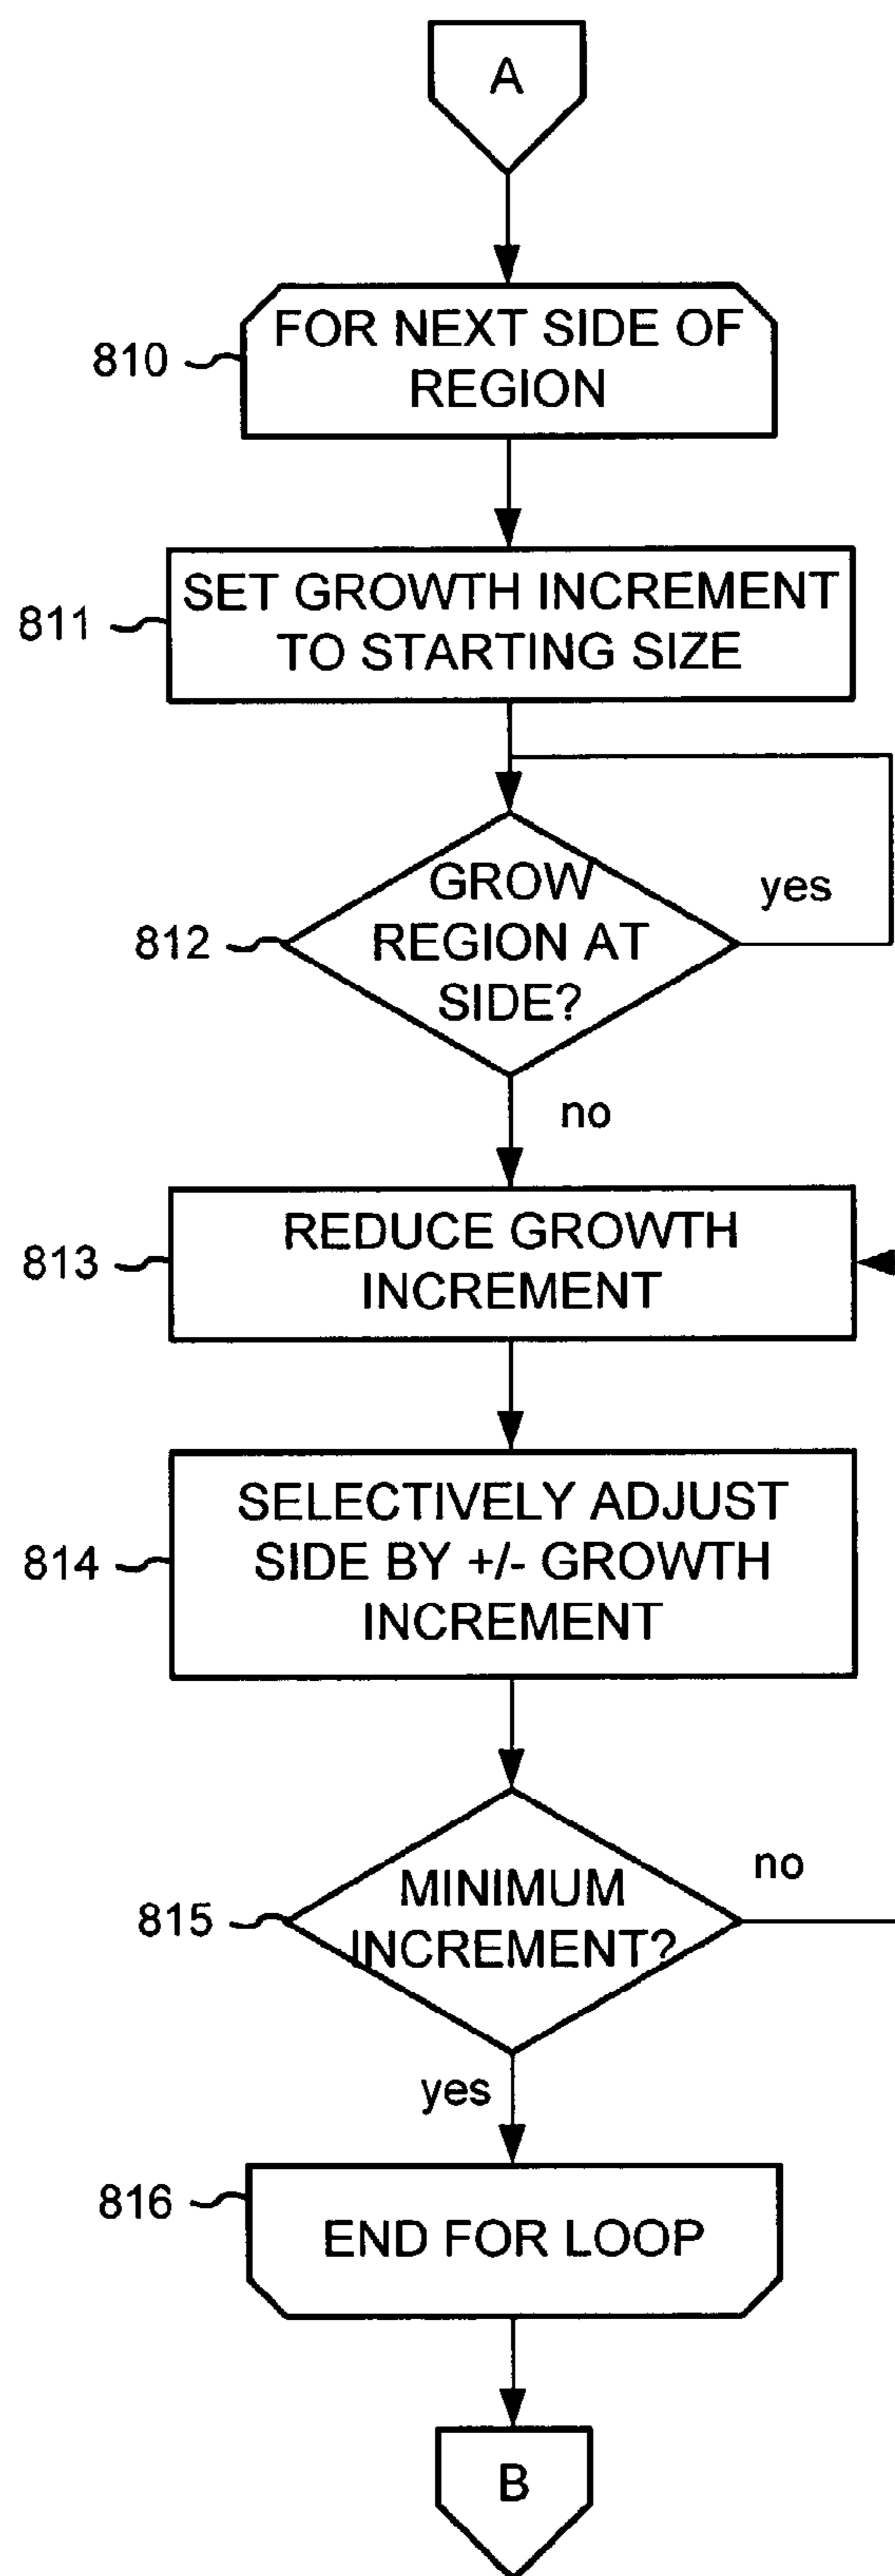 A
FOR NEXT SIDE OF
REGION
810
SET GROWTH INCREMENT
TO STARTING SIZE
811
GROW
REGION AT
SIDE?
812
yes
no
REDUCE GROWTH
INCREMENT
813
SELECTIVELY ADJUST
SIDE BY +/- GROWTH
INCREMENT
814
MINIMUM
INCREMENT?
815
no
yes
END FOR LOOP
816
B